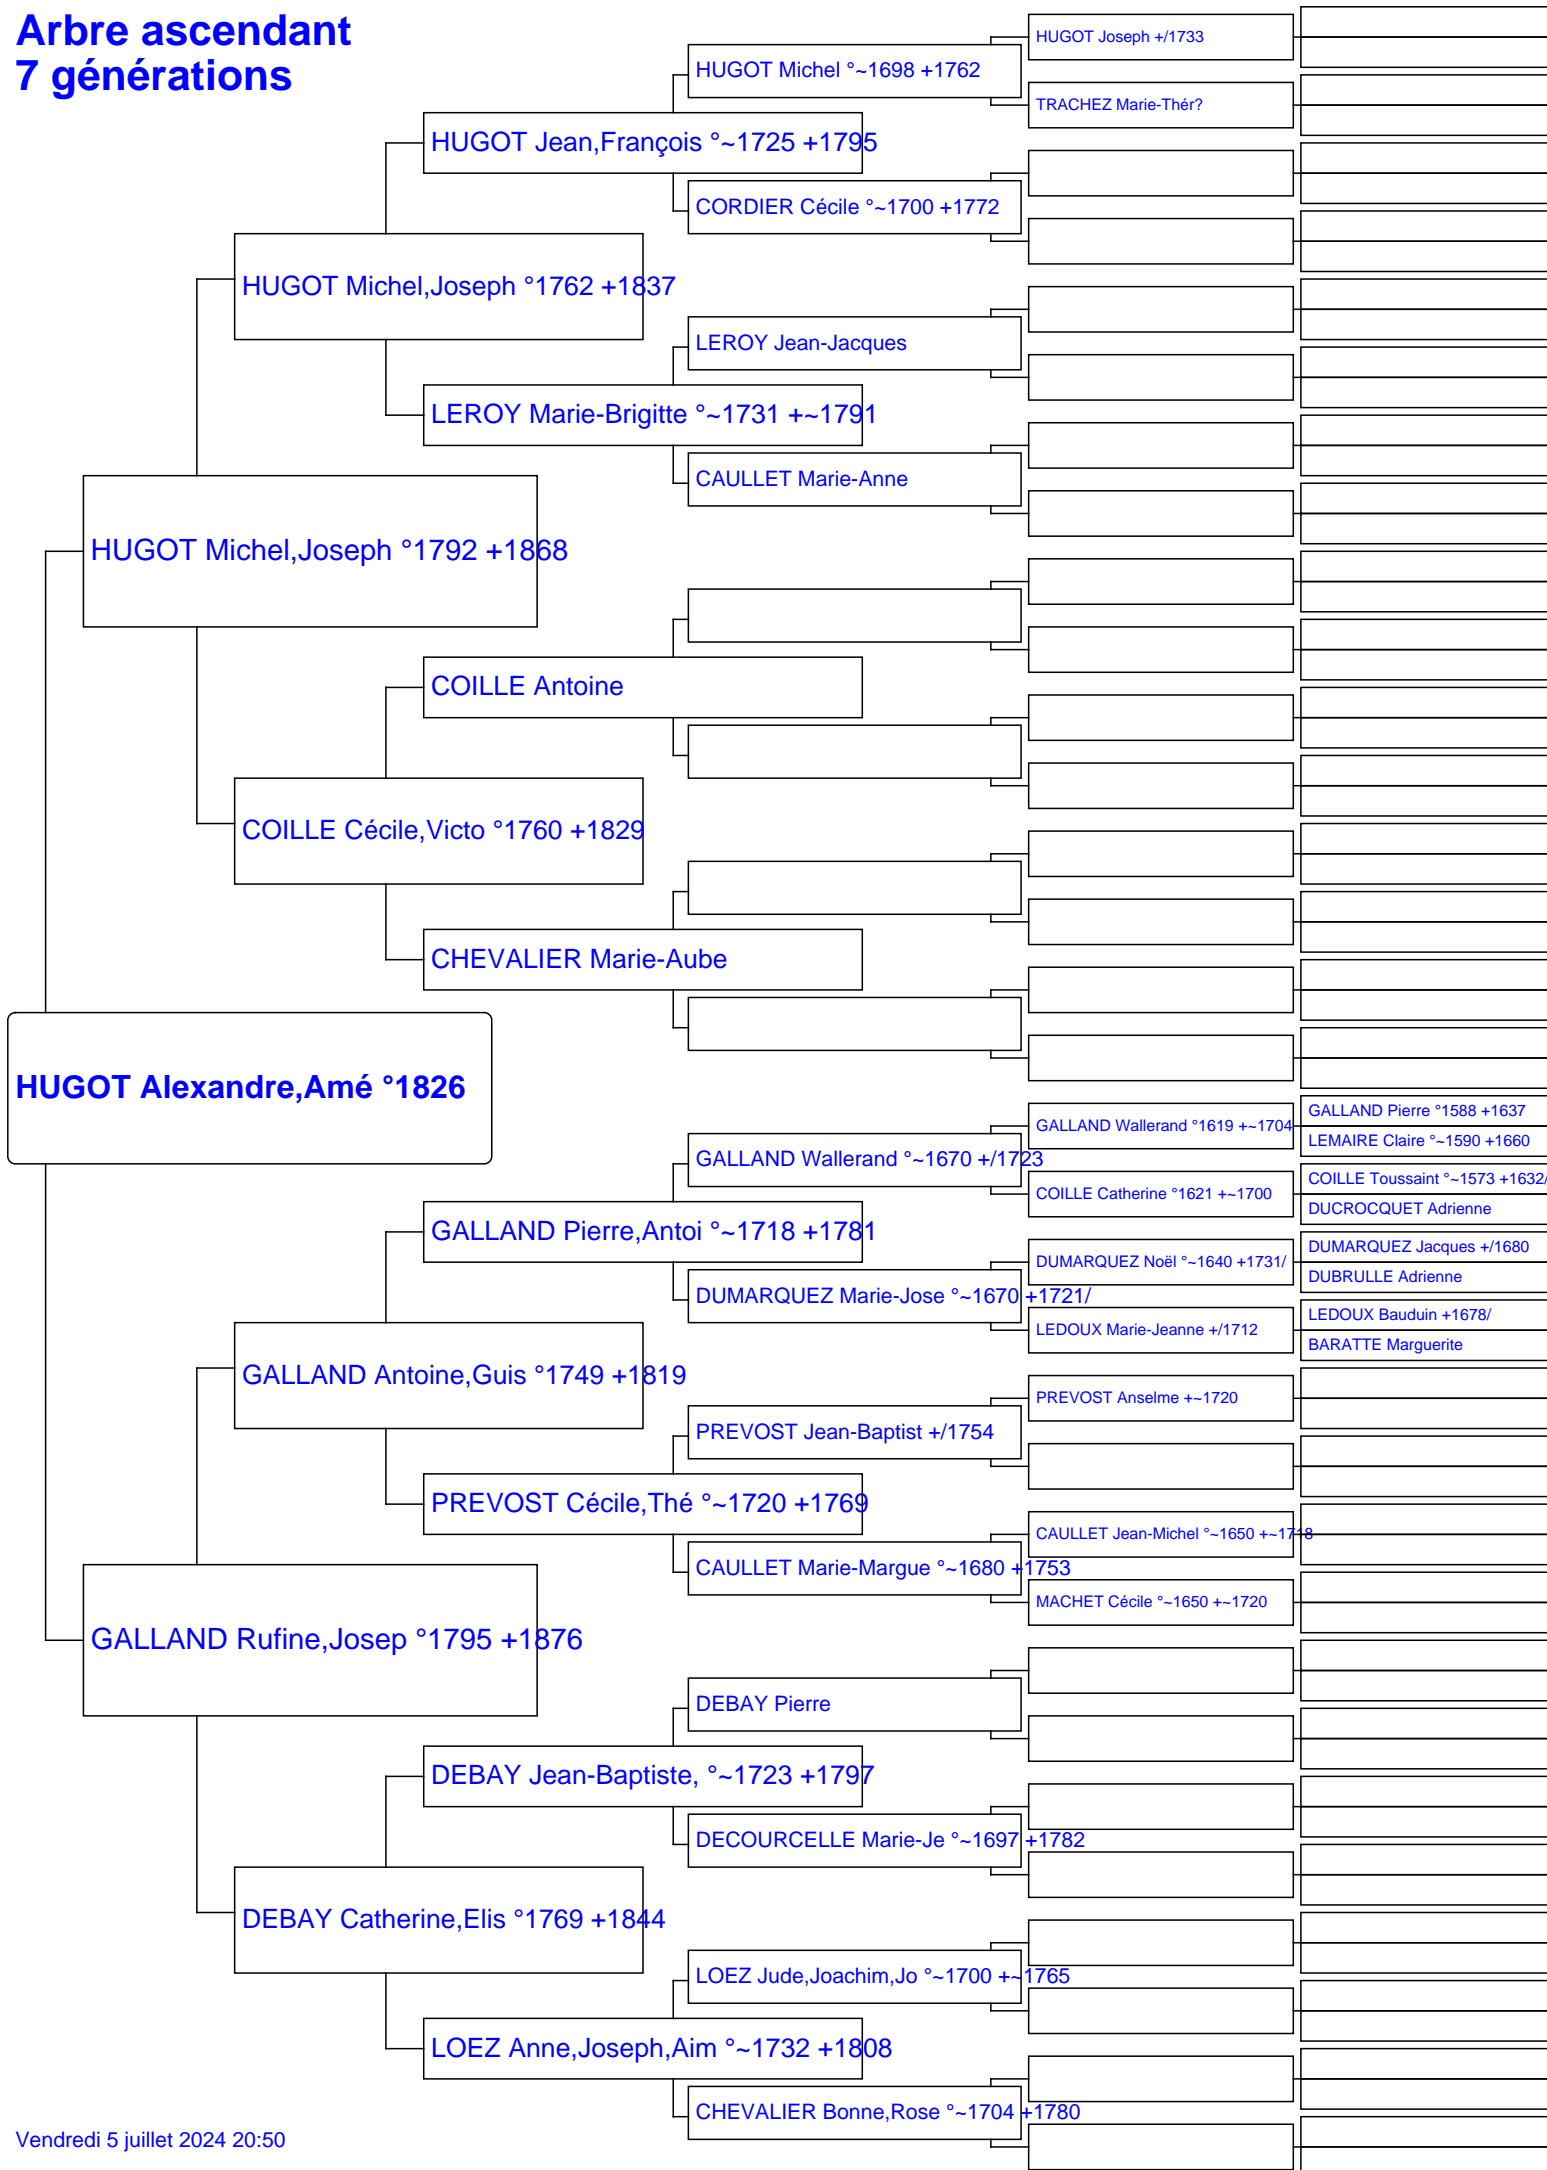 Arbre ascendant
7 générations
HUGOT Joseph +/1733
HUGOT Michel °~1698 +1762
TRACHEZ Marie-Thér?
HUGOT Jean,François °~1725 +1795
CORDIER Cécile °~1700 +1772
HUGOT Michel,Joseph °1762 +1837
LEROY Jean-Jacques
LEROY Marie-Brigitte °~1731 +~1791
CAULLET Marie-Anne
HUGOT Michel,Joseph °1792 +1868
COILLE Antoine
COILLE Cécile,Victo °1760 +1829
CHEVALIER Marie-Aube
HUGOT Alexandre,Amé °1826
GALLAND Pierre °1588 +1637
GALLAND Wallerand °1619 +~1704
LEMAIRE Claire °~1590 +1660
GALLAND Wallerand °~1670 +/1723
COILLE Toussaint °~1573 +1632/
COILLE Catherine °1621 +~1700
DUCROCQUET Adrienne
GALLAND Pierre,Antoi °~1718 +1781
DUMARQUEZ Jacques +/1680
DUMARQUEZ Noël °~1640 +1731/
DUBRULLE Adrienne
DUMARQUEZ Marie-Jose °~1670 +1721/
LEDOUX Bauduin +1678/
LEDOUX Marie-Jeanne +/1712
BARATTE Marguerite
GALLAND Antoine,Guis °1749 +1819
PREVOST Anselme +~1720
PREVOST Jean-Baptist +/1754
PREVOST Cécile,Thé °~1720 +1769
CAULLET Jean-Michel °~1650 +~1718
CAULLET Marie-Margue °~1680 +1753
MACHET Cécile °~1650 +~1720
GALLAND Rufine,Josep °1795 +1876
DEBAY Pierre
DEBAY Jean-Baptiste, °~1723 +1797
DECOURCELLE Marie-Je °~1697 +1782
DEBAY Catherine,Elis °1769 +1844
LOEZ Jude,Joachim,Jo °~1700 +~1765
LOEZ Anne,Joseph,Aim °~1732 +1808
CHEVALIER Bonne,Rose °~1704 +1780
Vendredi 5 juillet 2024 20:50